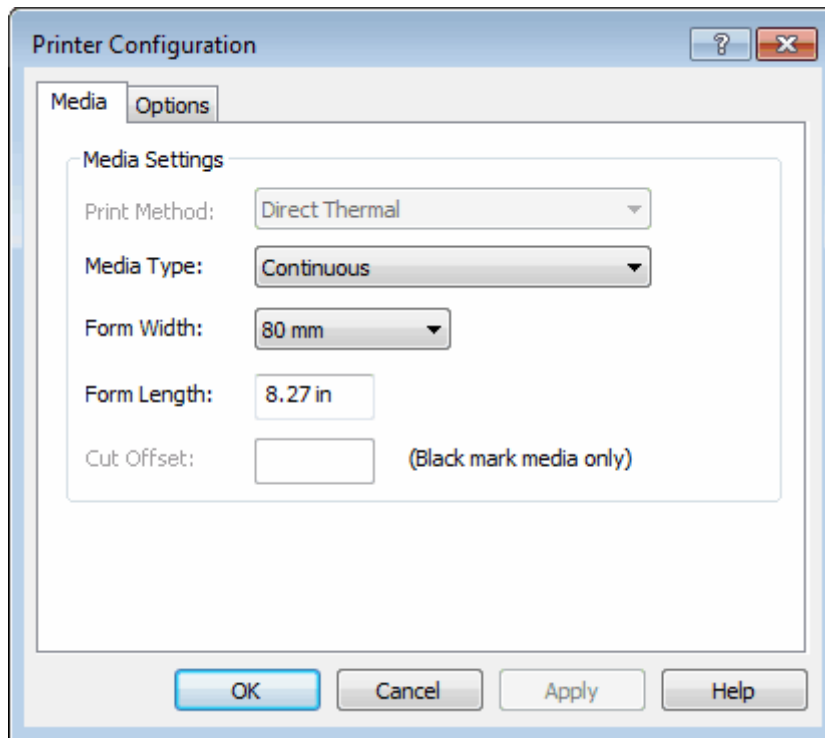 Printer Configuration
Media Options
Media Settings
Print Method: Direct Thermal
Media Type: Continuous
Form Width: 80 mm
Form Length: 8.27 in
Cut Offset: (Black mark media only)
OK Cancel Apply Help